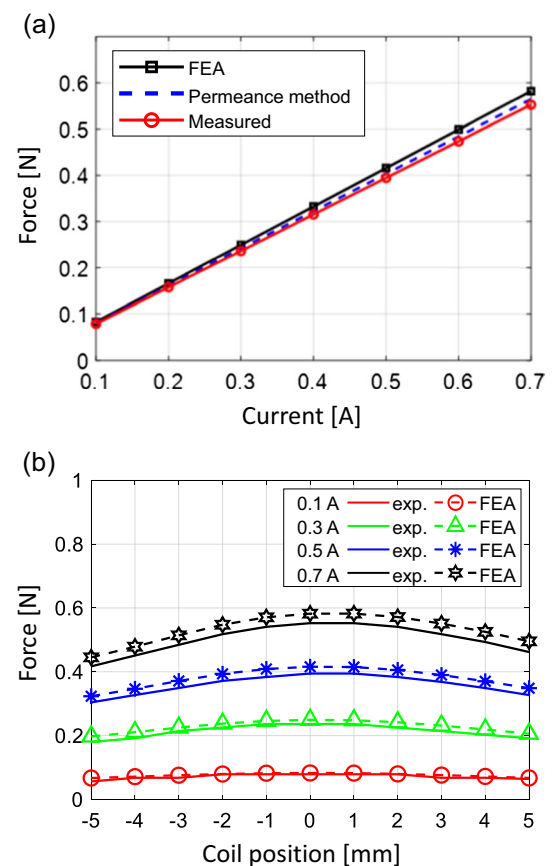 (a)
0.6
0.5
0.4
0.3
0.2
0.1
0
FEA
Permeance method
Measured
Force [N]
0.1 0.2 0.3 0.4 0.5 0.6 0.7
Current [A]
(b)
1
0.8
0.6
0.4
0.2
0
0.1 A exp. FEA
0.3 A exp. FEA
0.5 A exp. FEA
0.7 A exp. FEA
Force [N]
-5 -4 -3 -2 -1 0 1 2 3 4 5
Coil position [mm]